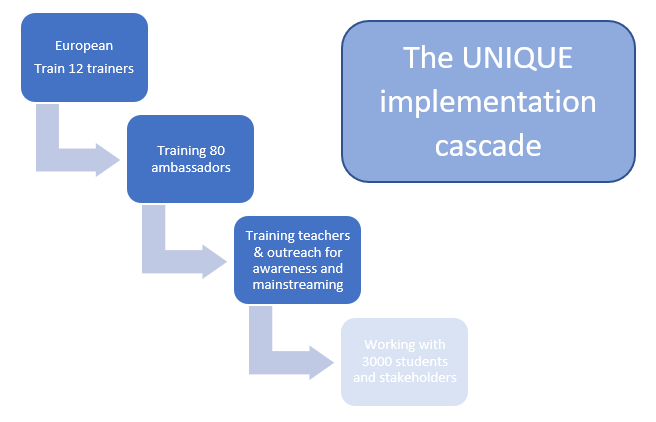 European
Train 12 trainers
The UNIQUE
implementation
cascade
Training 80
ambassadors
Training teachers
& outreach for
awareness and
mainstreaming
Working with
3000 students
and stakeholders